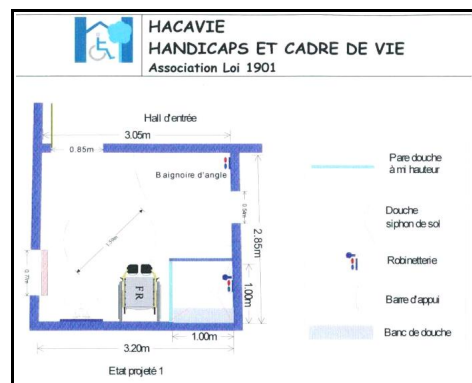 HACAVIE
HANDICAPS ET CADRE DE VIE
Association Loi 1901
Hall d'entrée
3.05m
0.85m
Baignoire d'angle
2.85m
FR
1.00m
1.00m
3.20m
Etat projeté 1
Pare douche
à mi hauteur
Douche
siphon de sol
Robinetterie
Barre d'appui
Banc de douche